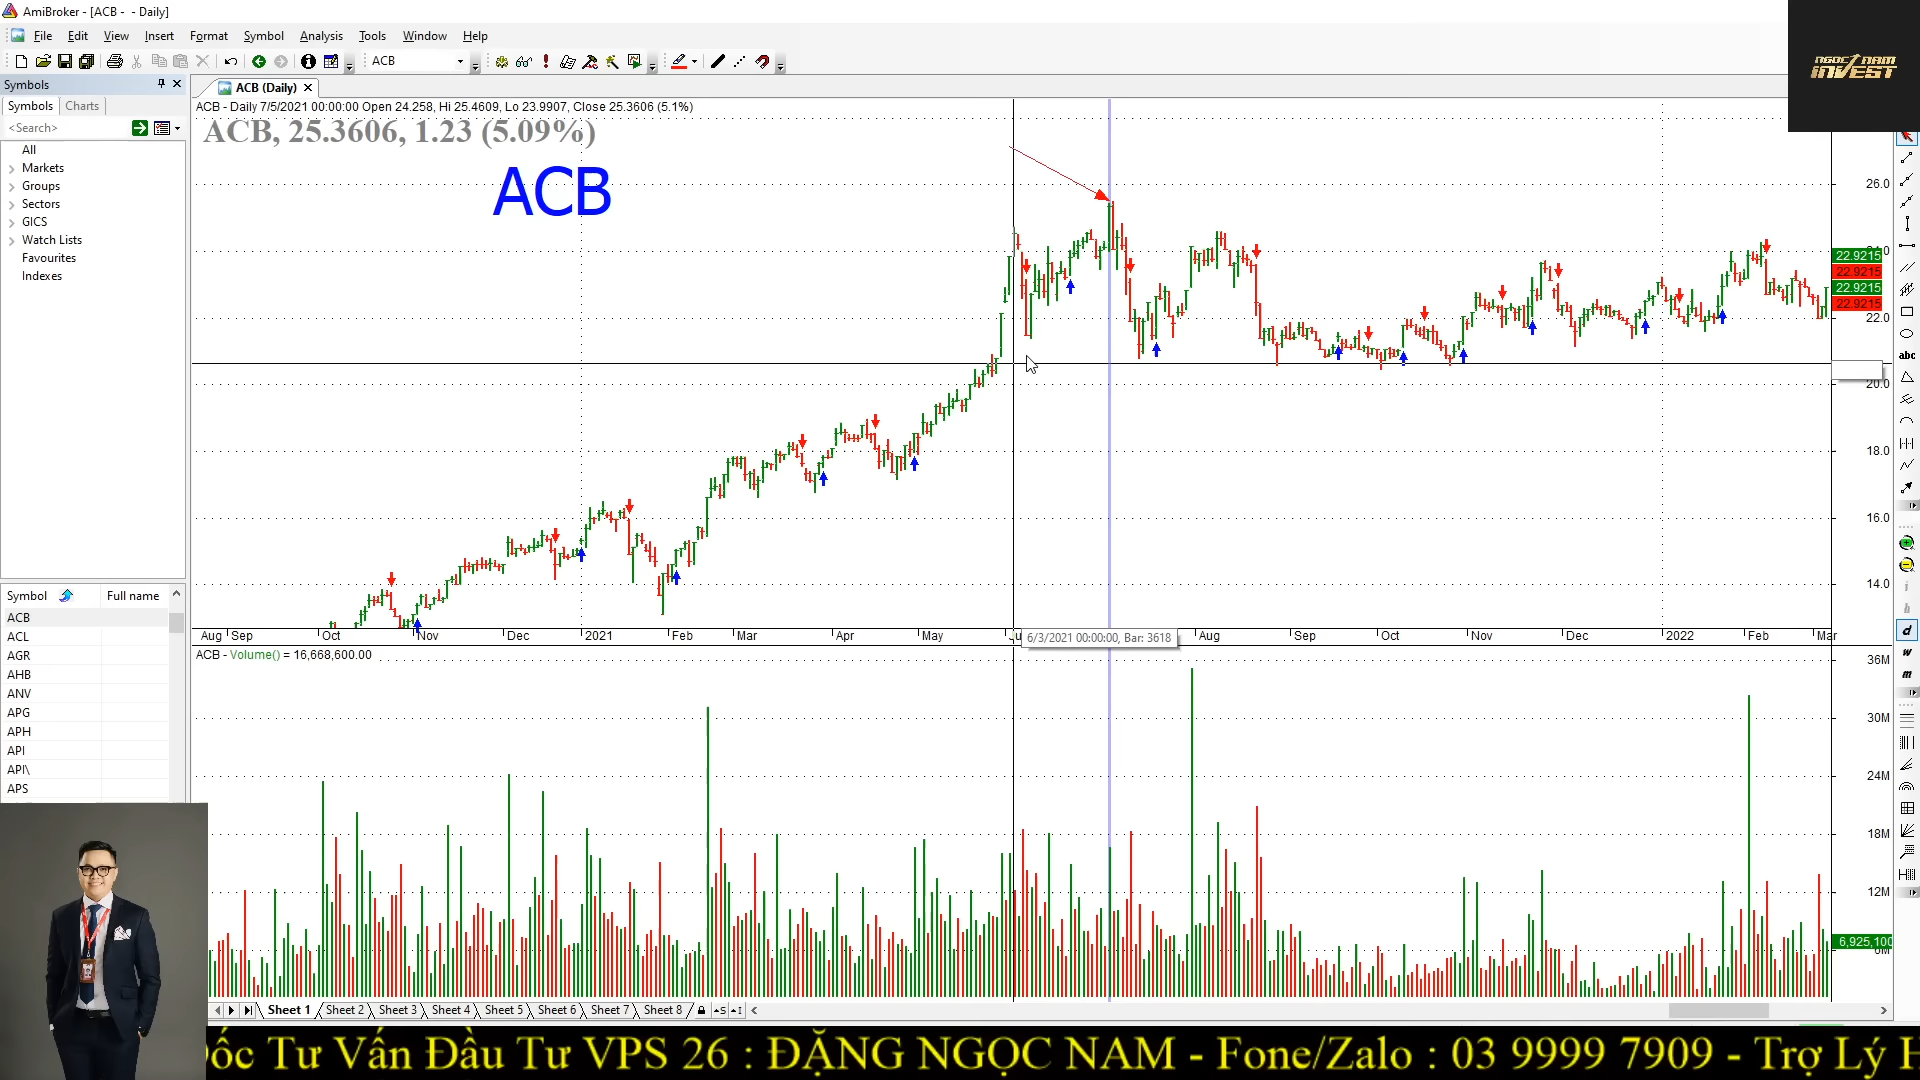 AmiBroker - [ACB - - Daily]
File Edit View Insert Format Symbol Analysis Tools Window Help
ACB
NGOC NAM
INVEST
Symbols
ACB (Daily)
Symbols Charts
<Search>
All
Markets
Groups
Sectors
GICS
Watch Lists
Favourites
Indexes
Symbol Full name
ACB
ACL
AGR
AHB
ANV
APG
APH
API
API\
APS
ACB - Daily 7/5/2021 00:00:00 Open 24.258, Hi 25.4609, Lo 23.9907, Close 25.3606 (5.1%)
ACB, 25.3606, 1.23 (5.09%)
ACB
26.0
22.9215
22.9215
22.9215
22.9215
22.0
20.0
18.0
16.0
14.0
Aug Sep Oct Nov Dec 2021 Feb Mar Apr May 6/3/2021 00:00:00, Bar: 3618 Aug Sep Oct Nov Dec 2022 Feb Mar
ACB - Volume() = 16,668,600.00
36M
30M
24M
18M
12M
6,925,100
abc
d
w
m
Sheet 1 Sheet 2 Sheet 3 Sheet 4 Sheet 5 Sheet 6 Sheet 7 Sheet 8
Tư Vấn Đầu Tư VPS 26 : ĐẶNG NGỌC NAM - Fone/Zalo : 03 9999 7909 - Trợ Lý